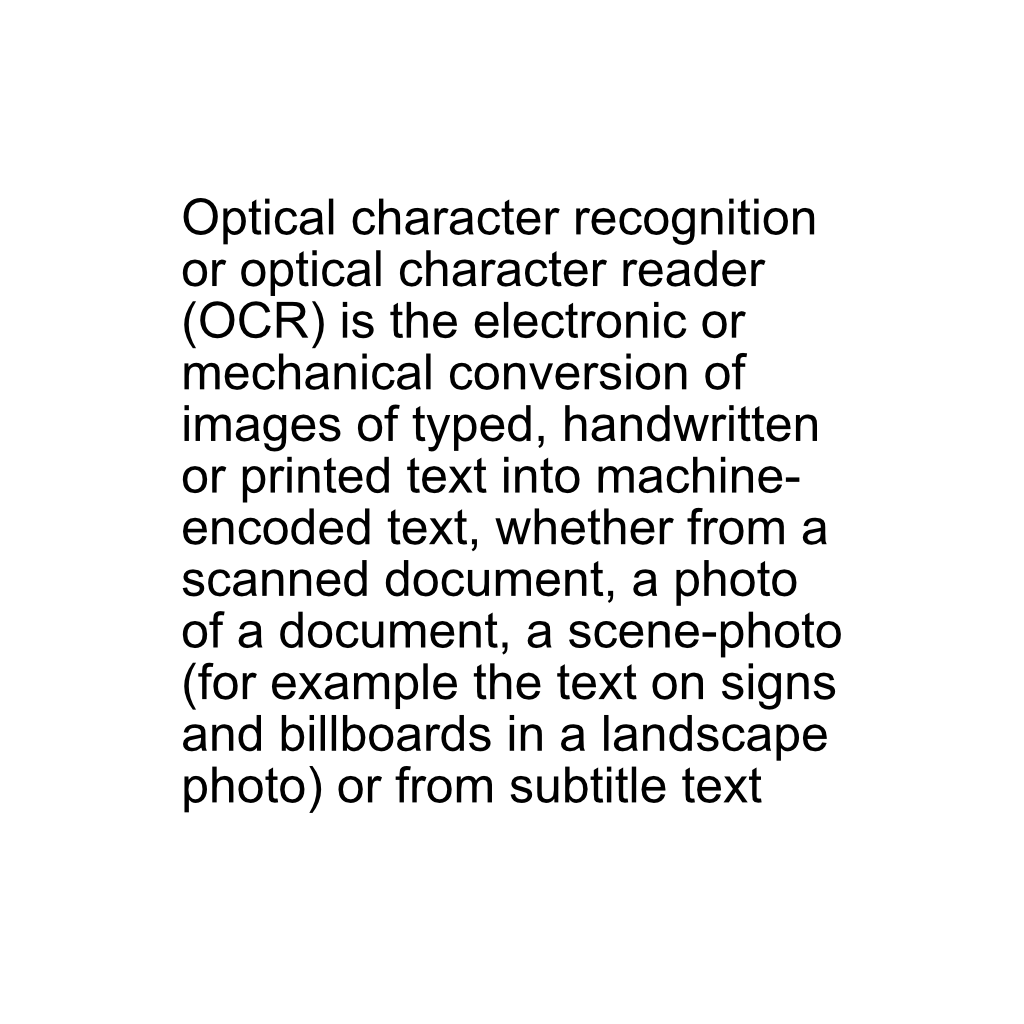 Optical character recognition
or optical character reader
(OCR) is the electronic or
mechanical conversion of
images of typed, handwritten
or printed text into machine-
encoded text, whether from a
scanned document, a photo
of a document, a scene-photo
(for example the text on signs
and billboards in a landscape
photo) or from subtitle text